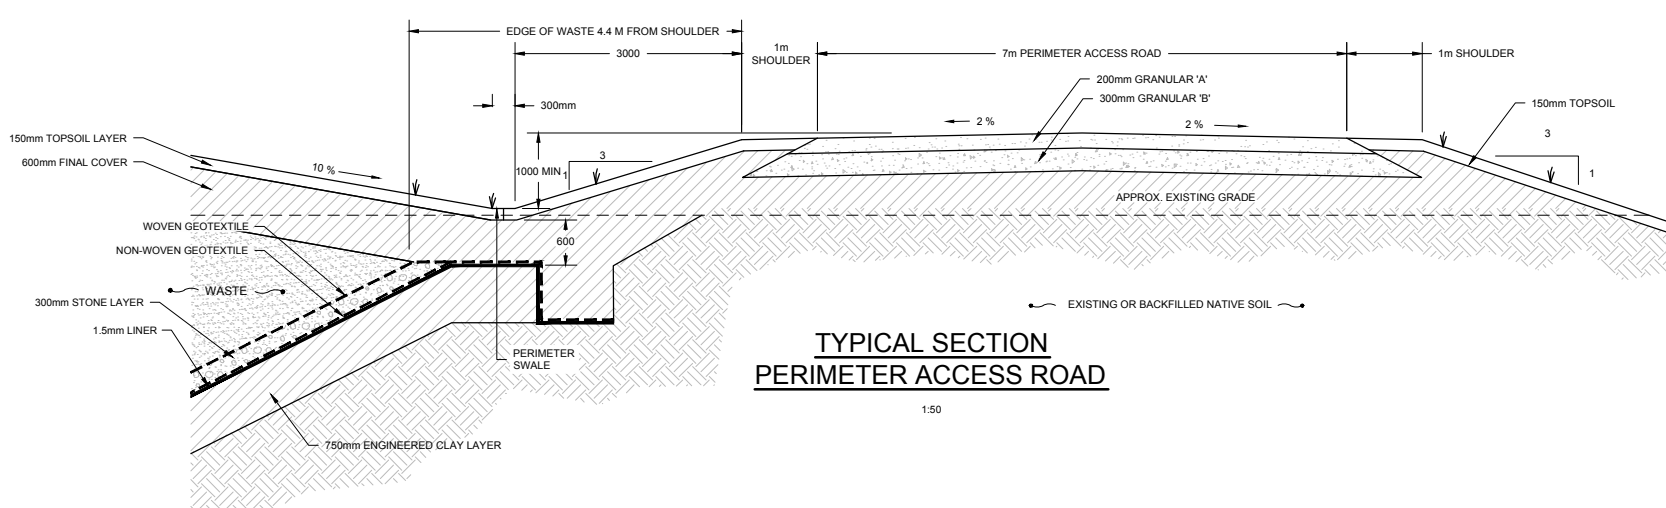 EDGE OF WASTE 4.4 M FROM SHOULDER
3000
1m
SHOULDER
7m PERIMETER ACCESS ROAD
1m SHOULDER
200mm GRANULAR 'A'
300mm GRANULAR 'B'
300mm
150mm TOPSOIL
2 %
2 %
150mm TOPSOIL LAYER
600mm FINAL COVER
10 %
3
1
1000 MIN
3
1
APPROX. EXISTING GRADE
WOVEN GEOTEXTILE
NON-WOVEN GEOTEXTILE
600
WASTE
300mm STONE LAYER
1.5mm LINER
EXISTING OR BACKFILLED NATIVE SOIL
PERIMETER
SWALE
TYPICAL SECTION
PERIMETER ACCESS ROAD
1:50
750mm ENGINEERED CLAY LAYER